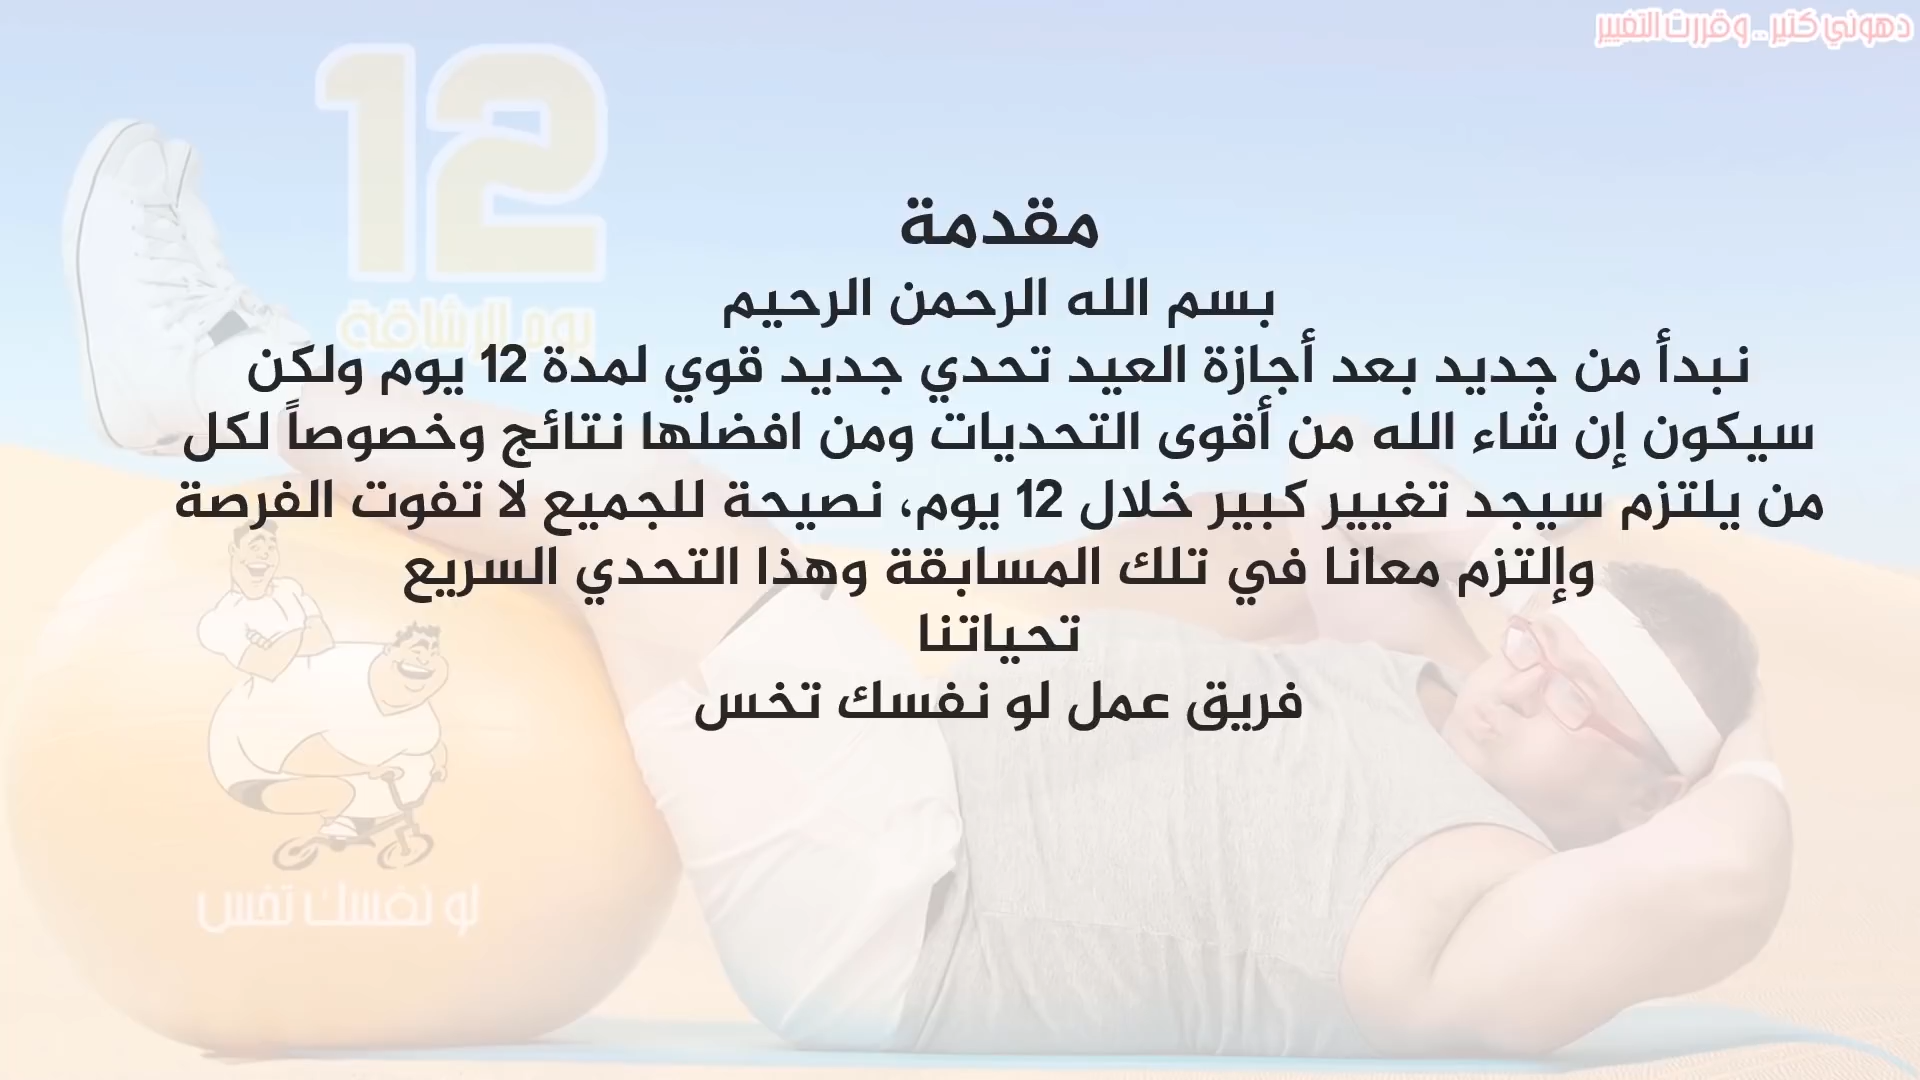 دهوني كتير .. وقررت التغيير
12
يوم للرشاقة
مقدمة
بسم الله الرحمن الرحيم
نبدأ من جديد بعد أجازة العيد تحدي جديد قوي لمدة 12 يوم ولكن
سيكون إن شاء الله من أقوى التحديات ومن افضلها نتائج وخصوصاً لكل
من يلتزم سيجد تغيير كبير خلال 12 يوم، نصيحة للجميع لا تفوت الفرصة
وإلتزم معانا في تلك المسابقة وهذا التحدي السريع
تحياتنا
فريق عمل لو نفسك تخس
لو نفسك تخس